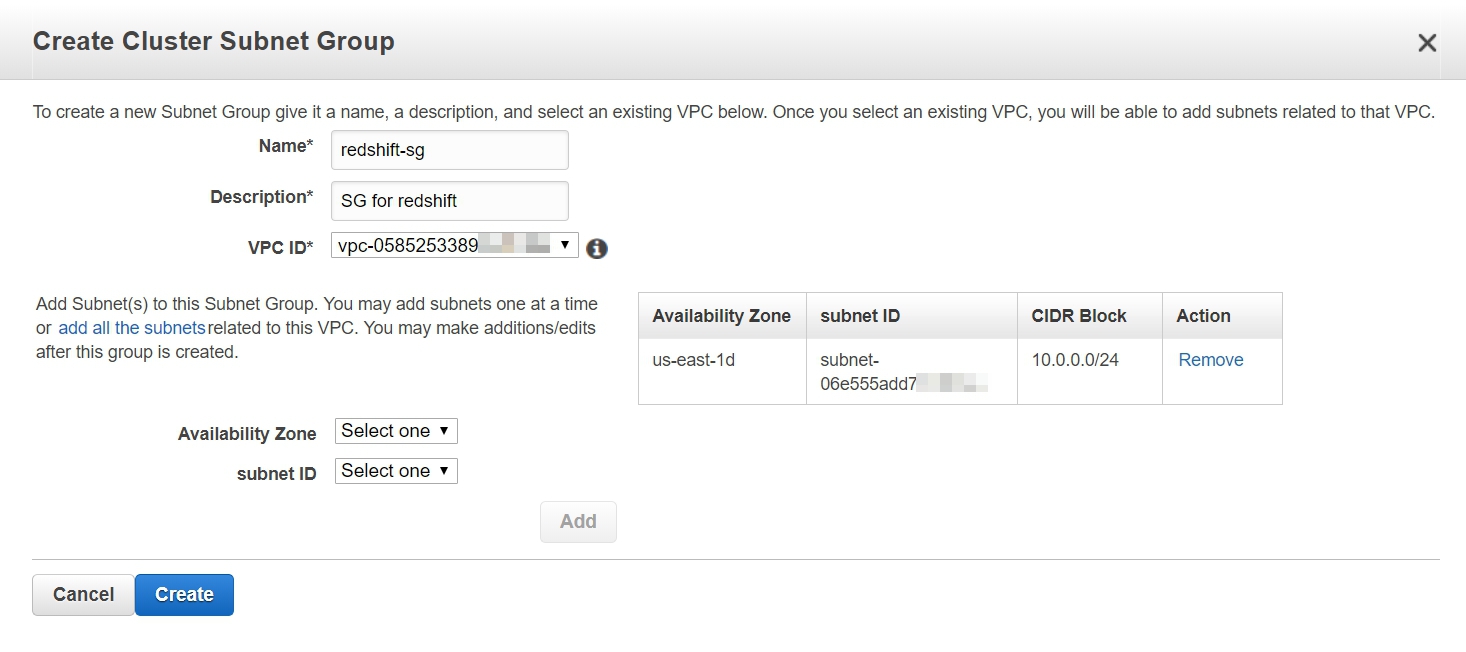 Create Cluster Subnet Group
To create a new Subnet Group give it a name, a description, and select an existing VPC below. Once you select an existing VPC, you will be able to add subnets related to that VPC.
Name* redshift-sg
Description* SG for redshift
VPC ID* vpc-0585253389
Add Subnet(s) to this Subnet Group. You may add subnets one at a time
or add all the subnets related to this VPC. You may make additions/edits
after this group is created.
Availability Zone subnet ID CIDR Block Action
us-east-1d subnet- 10.0.0.0/24 Remove
06e555add7
Availability Zone Select one
subnet ID Select one
Add
Cancel Create